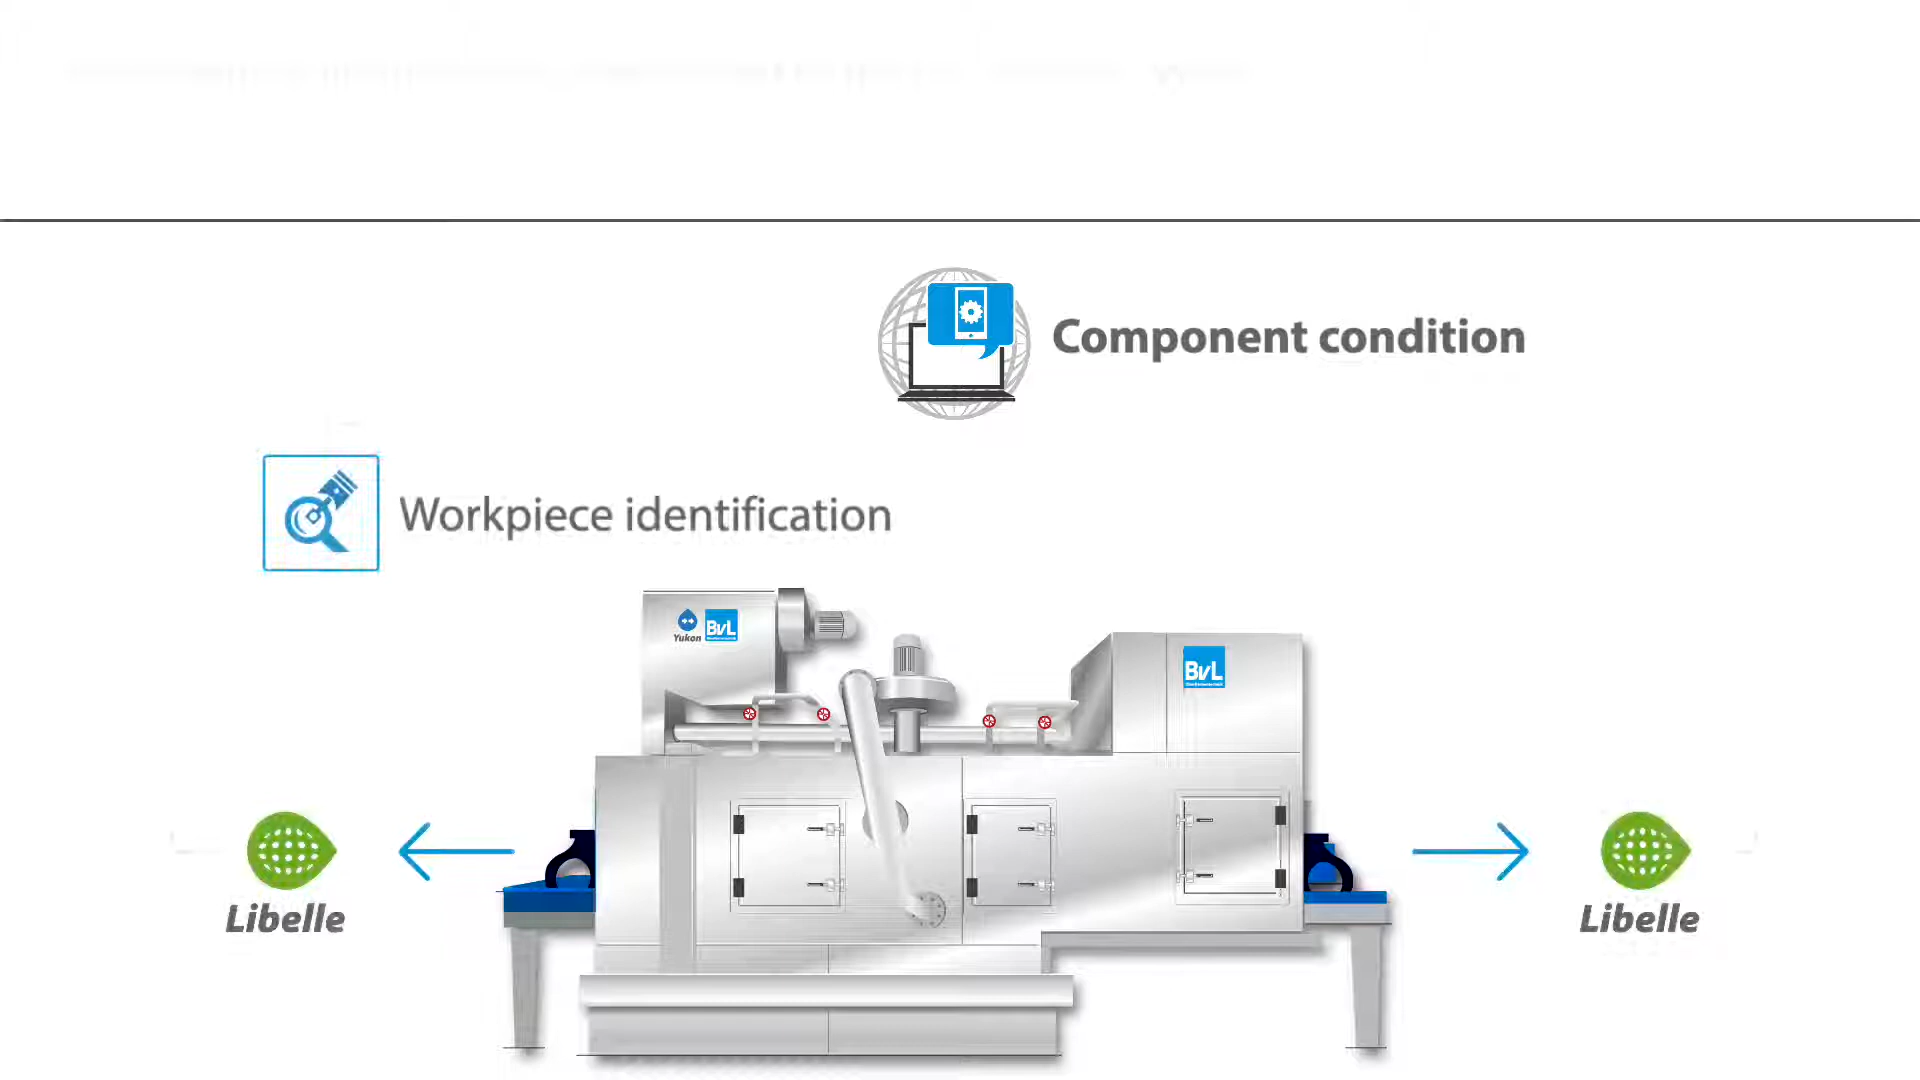 Component condition
Workpiece identification
Yukon
BvL
BvL
Libelle
Libelle